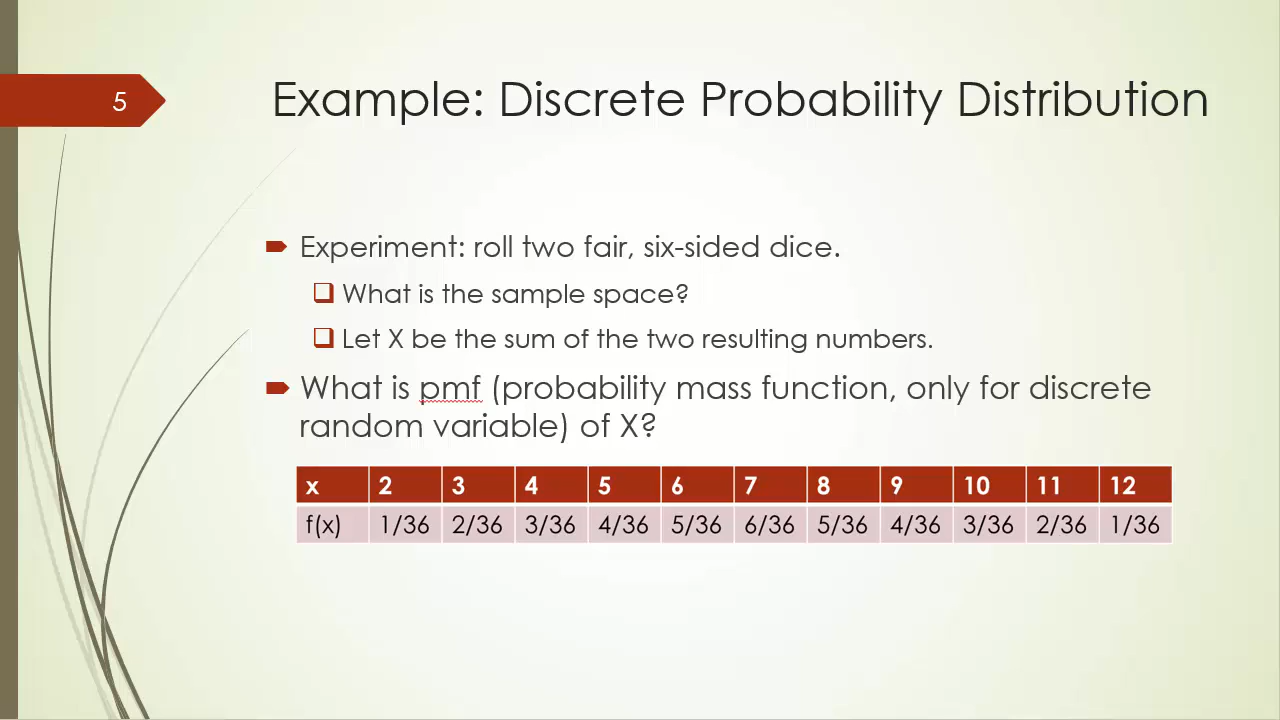 5
Example: Discrete Probability Distribution
Experiment: roll two fair, six-sided dice.
What is the sample space?
Let X be the sum of the two resulting numbers.
What is pmf (probability mass function, only for discrete
random variable) of X?
x 2 3 4 5 6 7 8 9 10 11 12
f(x) 1/36 2/36 3/36 4/36 5/36 6/36 5/36 4/36 3/36 2/36 1/36